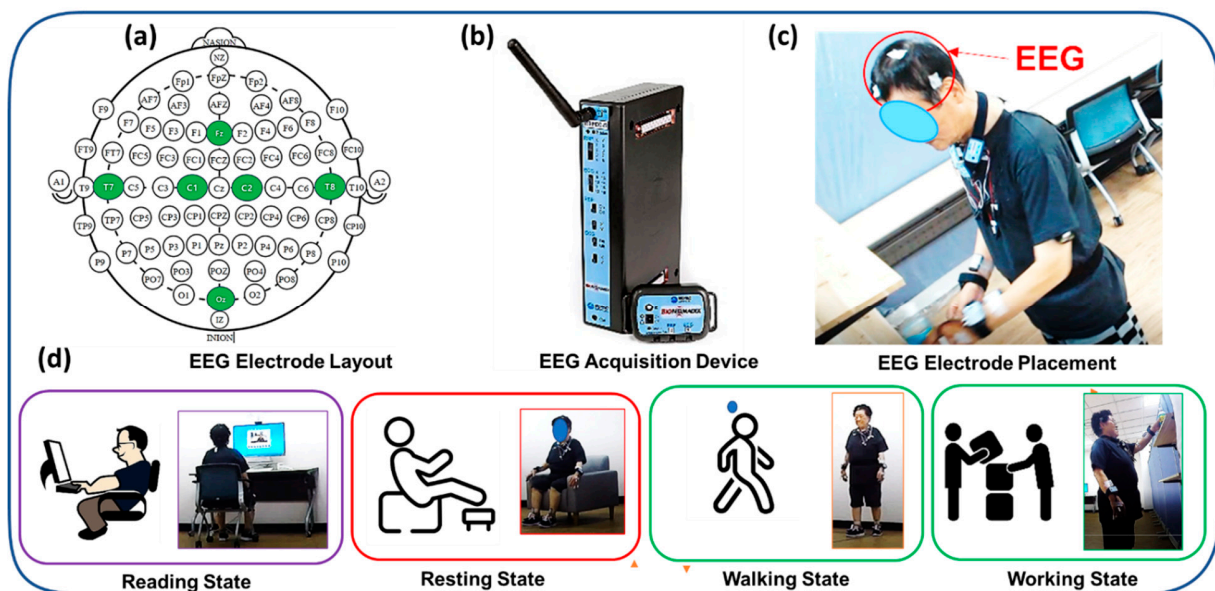 (a)
(b)
(c)
EEG
NASION
NZ
Fp1 FpZ Fp2
AF7 AF3 AFZ AF4 AF8
F9 F7 F5 F3 F1 Fz F2 F4 F6 F8 F10
FT9 FT7 FC5 FC3 FC1 FCZ FC2 FC4 FC6 FC8 FC10
A1 T9 T7 C5 C3 C1 Cz C2 C4 C6 T8 T10 A2
TP9 TP7 CP5 CP3 CP1 CPZ CP2 CP4 CP6 CP8 CP10
P9 P7 P5 P3 P1 Pz P2 P4 P6 P8 P10
PO7 PO3 POZ PO4 PO8
O1 Oz O2
IZ
INION
EEG Electrode Layout
EEG Acquisition Device
EEG Electrode Placement
(d)
Reading State
Resting State
Walking State
Working State